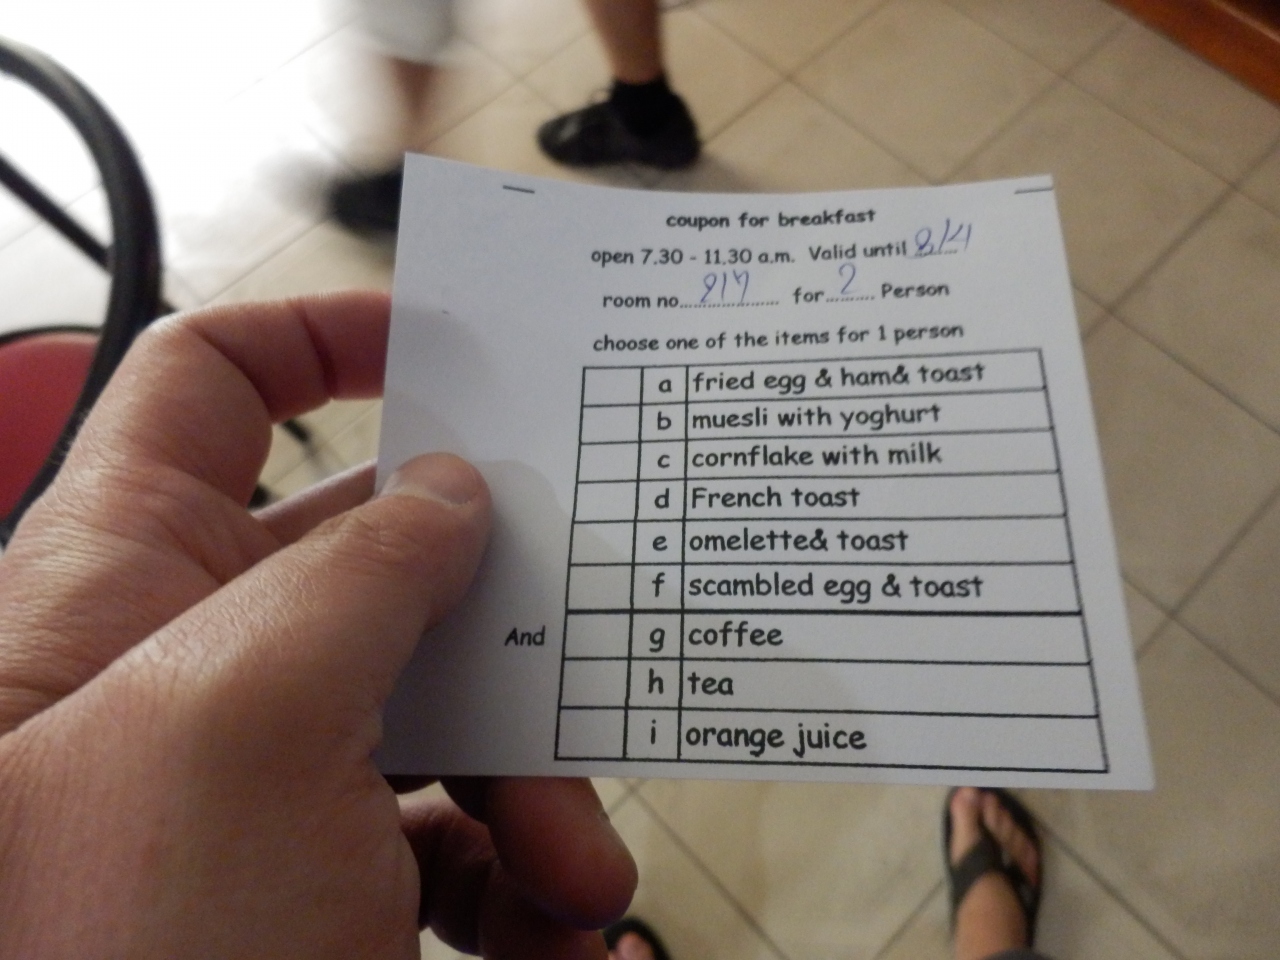 coupon for breakfast
open 7.30 - 11.30 a.m. Valid until 8/4
room no.................. for 2 Person
choose one of the items for 1 person
a fried egg & ham& toast
b muesli with yoghurt
c cornflake with milk
d French toast
e omelette& toast
f scambled egg & toast
And g coffee
h tea
i orange juice